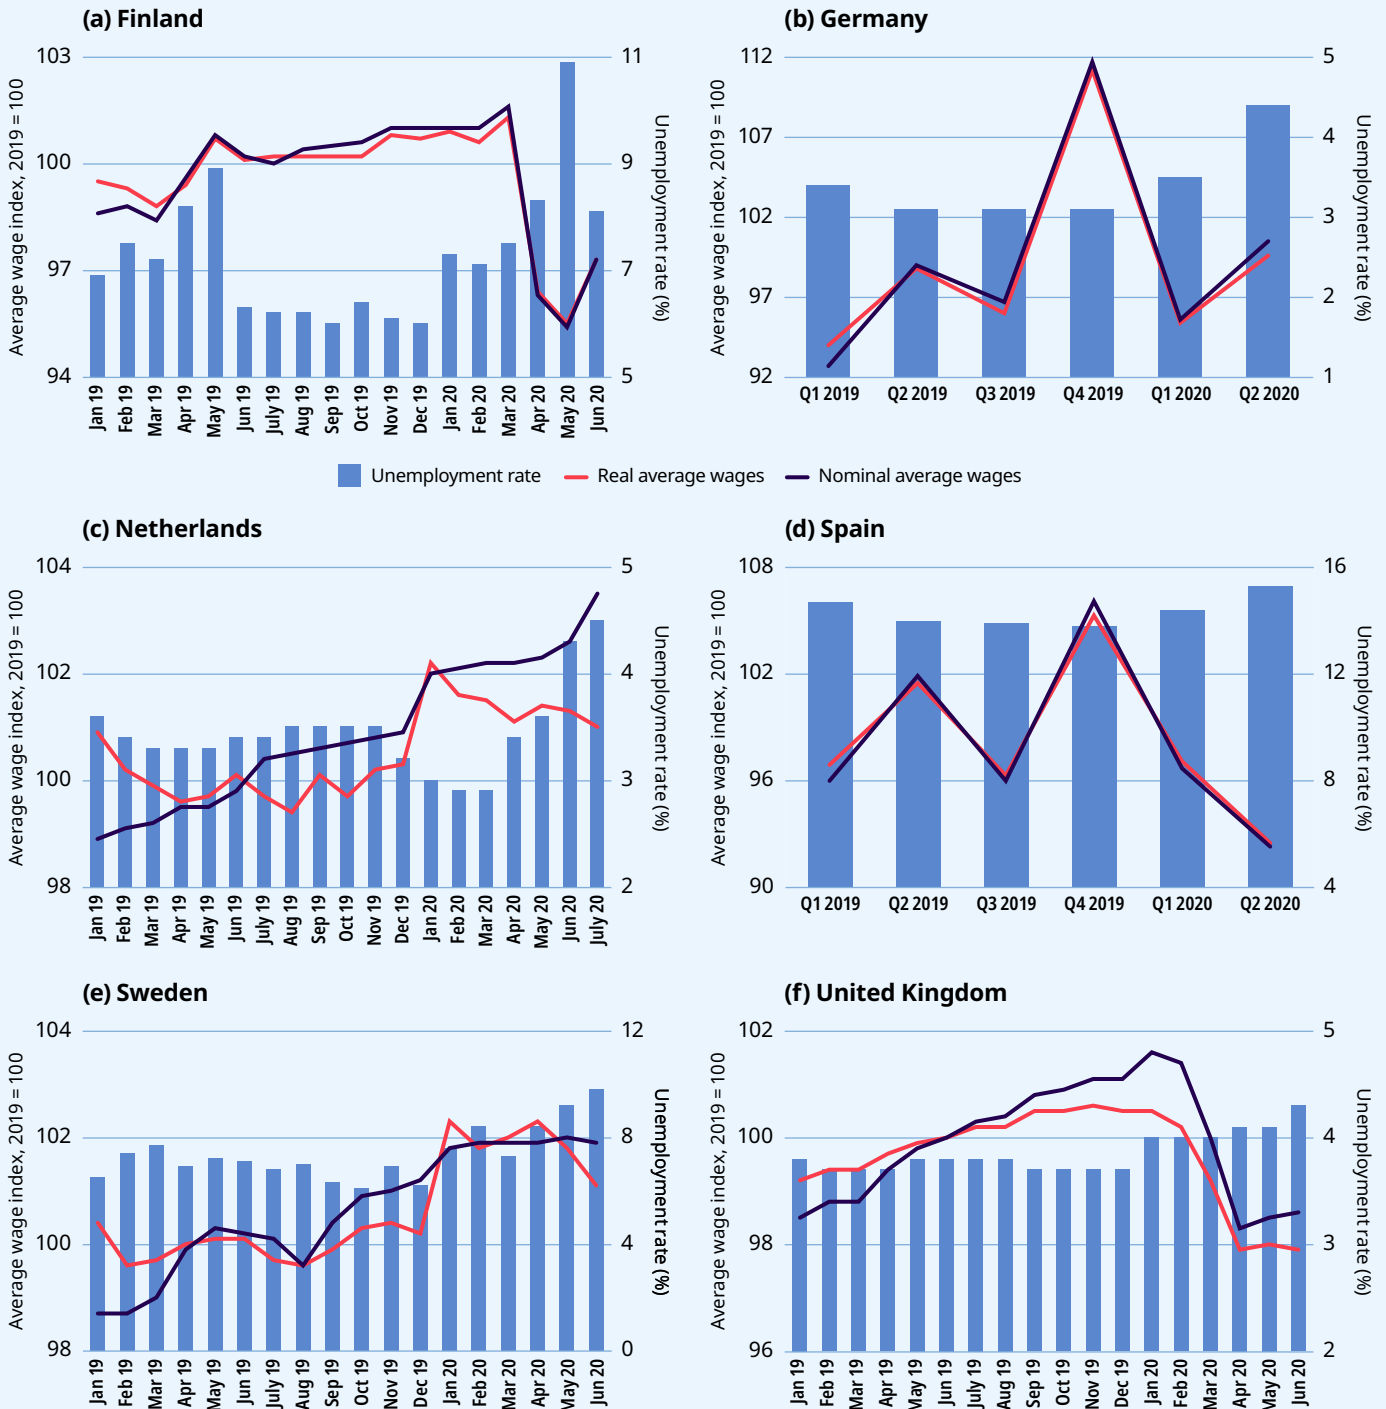 (a) Finland
Average wage index, 2019 = 100
103
100
97
94
11
9
7
5
Unemployment rate (%)
Jan 19
Feb 19
Mar 19
Apr 19
May 19
Jun 19
July 19
Aug 19
Sep 19
Oct 19
Nov 19
Dec 19
Jan 20
Feb 20
Mar 20
Apr 20
May 20
Jun 20
(b) Germany
Average wage index, 2019 = 100
112
107
102
97
92
5
4
3
2
1
Unemployment rate (%)
Q1 2019
Q2 2019
Q3 2019
Q4 2019
Q1 2020
Q2 2020
Unemployment rate
Real average wages
Nominal average wages
(c) Netherlands
Average wage index, 2019 = 100
104
102
100
98
5
4
3
2
Unemployment rate (%)
Jan 19
Feb 19
Mar 19
Apr 19
May 19
Jun 19
July 19
Aug 19
Sep 19
Oct 19
Nov 19
Dec 19
Jan 20
Feb 20
Mar 20
Apr 20
May 20
Jun 20
July 20
(d) Spain
Average wage index, 2019 = 100
108
102
96
90
16
12
8
4
Unemployment rate (%)
Q1 2019
Q2 2019
Q3 2019
Q4 2019
Q1 2020
Q2 2020
(e) Sweden
Average wage index, 2019 = 100
104
102
100
98
12
8
4
0
Unemployment rate (%)
Jan 19
Feb 19
Mar 19
Apr 19
May 19
Jun 19
July 19
Aug 19
Sep 19
Oct 19
Nov 19
Dec 19
Jan 20
Feb 20
Mar 20
Apr 20
May 20
Jun 20
(f) United Kingdom
Average wage index, 2019 = 100
102
100
98
96
5
4
3
2
Unemployment rate (%)
Jan 19
Feb 19
Mar 19
Apr 19
May 19
Jun 19
July 19
Aug 19
Sep 19
Oct 19
Nov 19
Dec 19
Jan 20
Feb 20
Mar 20
Apr 20
May 20
Jun 20